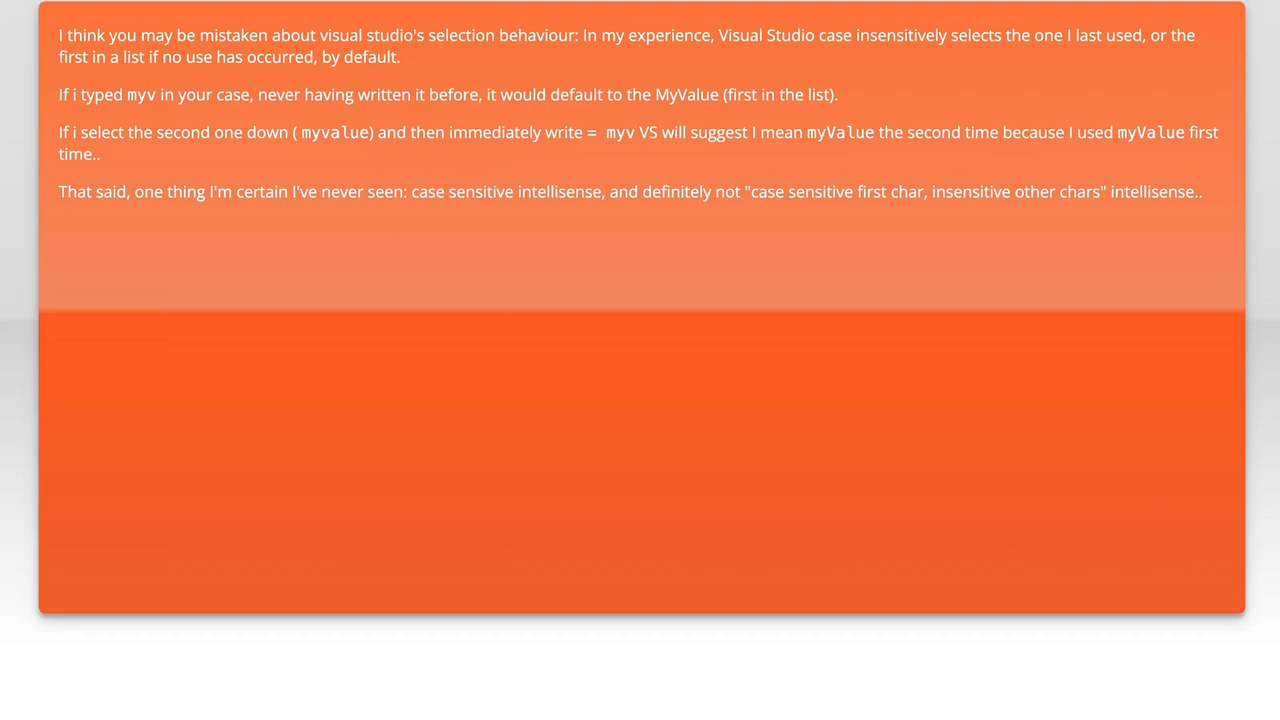 I think you may be mistaken about visual studio's selection behaviour: In my experience, Visual Studio case insensitively selects the one I last used, or the
first in a list if no use has occurred, by default.
If i typed myv in your case, never having written it before, it would default to the MyValue (first in the list).
If i select the second one down ( myvalue) and then immediately write = myv VS will suggest I mean myValue the second time because I used myValue first
time..
That said, one thing I'm certain I've never seen: case sensitive intellisense, and definitely not "case sensitive first char, insensitive other chars" intellisense..